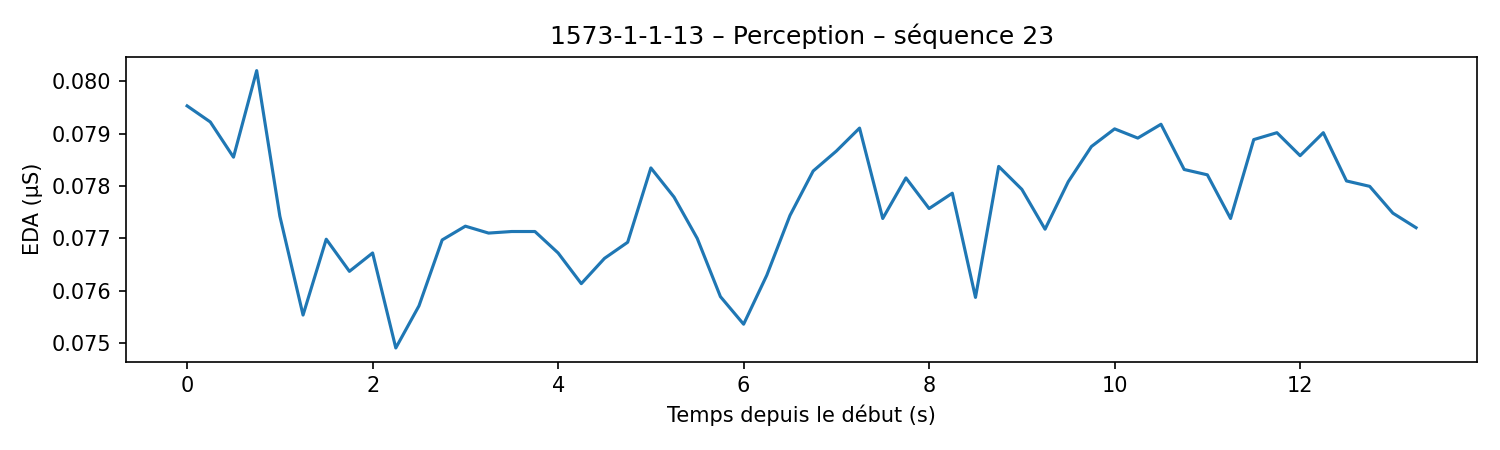 1573-1-1-13 – Perception – séquence 23
EDA (µS)
0.080
0.079
0.078
0.077
0.076
0.075
0 2 4 6 8 10 12
Temps depuis le début (s)